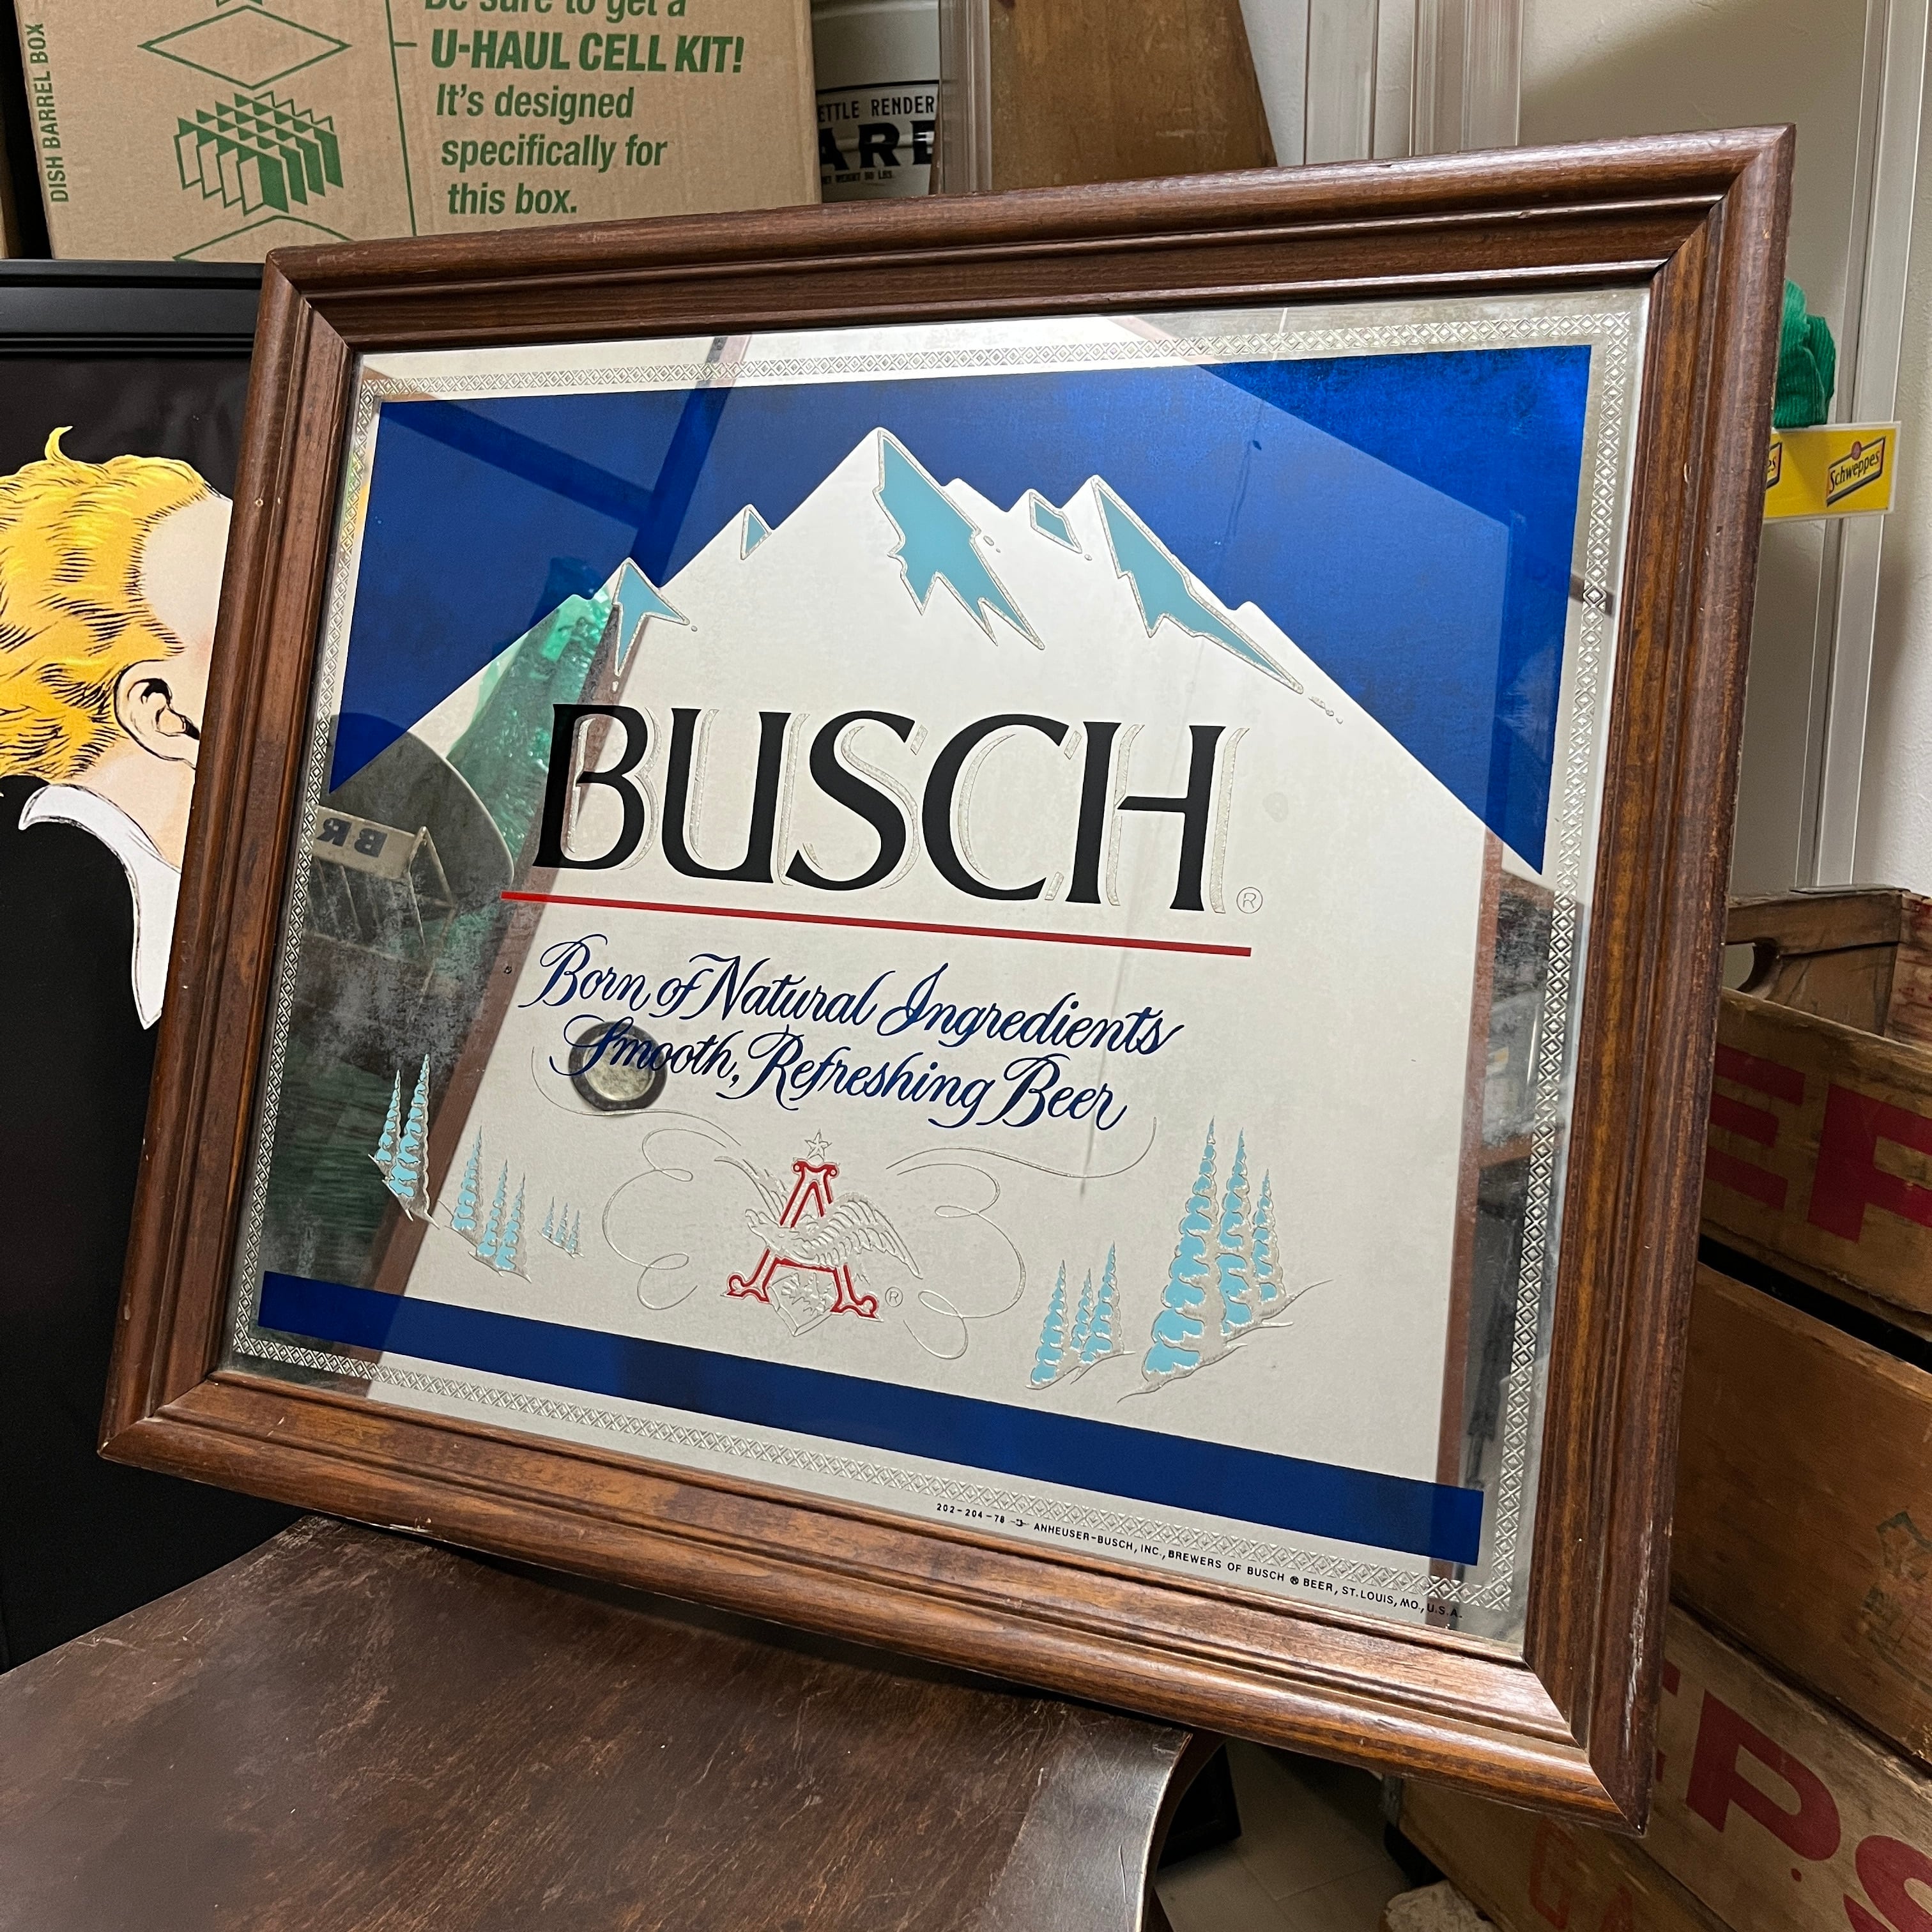 DISH BARREL BOX
Be sure to get a
U-HAUL CELL KIT!
It's designed
specifically for
this box.
BUSCH®
Born of Natural Ingredients
Smooth, Refreshing Beer
®
202-204-78 ANHEUSER-BUSCH, INC., BREWERS OF BUSCH ® BEER, ST. LOUIS, MO., U.S.A.
Schweppes